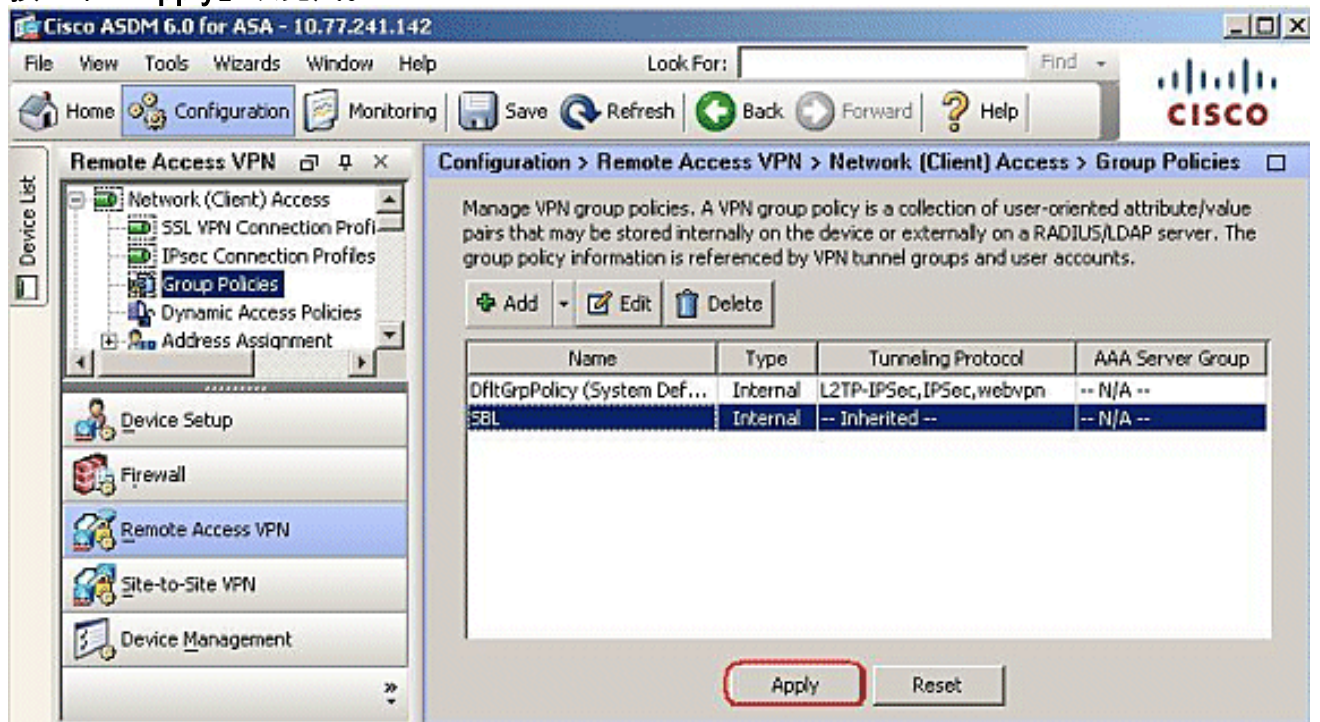 Apply
Cisco ASDM 6.0 for ASA - 10.77.241.142
File View Tools Wizards Window Help Look For: Find
Home Configuration Monitoring Save Refresh Back Forward Help
CISCO
Device List
Remote Access VPN
Network (Client) Access
SSL VPN Connection Profi
IPsec Connection Profiles
Group Policies
Dynamic Access Policies
Address Assignment
Device Setup
Firewall
Remote Access VPN
Site-to-Site VPN
Device Management
Configuration > Remote Access VPN > Network (Client) Access > Group Policies
Manage VPN group policies. A VPN group policy is a collection of user-oriented attribute/value
pairs that may be stored internally on the device or externally on a RADIUS/LDAP server. The
group policy information is referenced by VPN tunnel groups and user accounts.
Add Edit Delete
Name Type Tunneling Protocol AAA Server Group
DfltGrpPolicy (System Def... Internal L2TP-IPSec,IPSec,webvpn -- N/A --
SBL Internal -- Inherited -- -- N/A --
Apply Reset